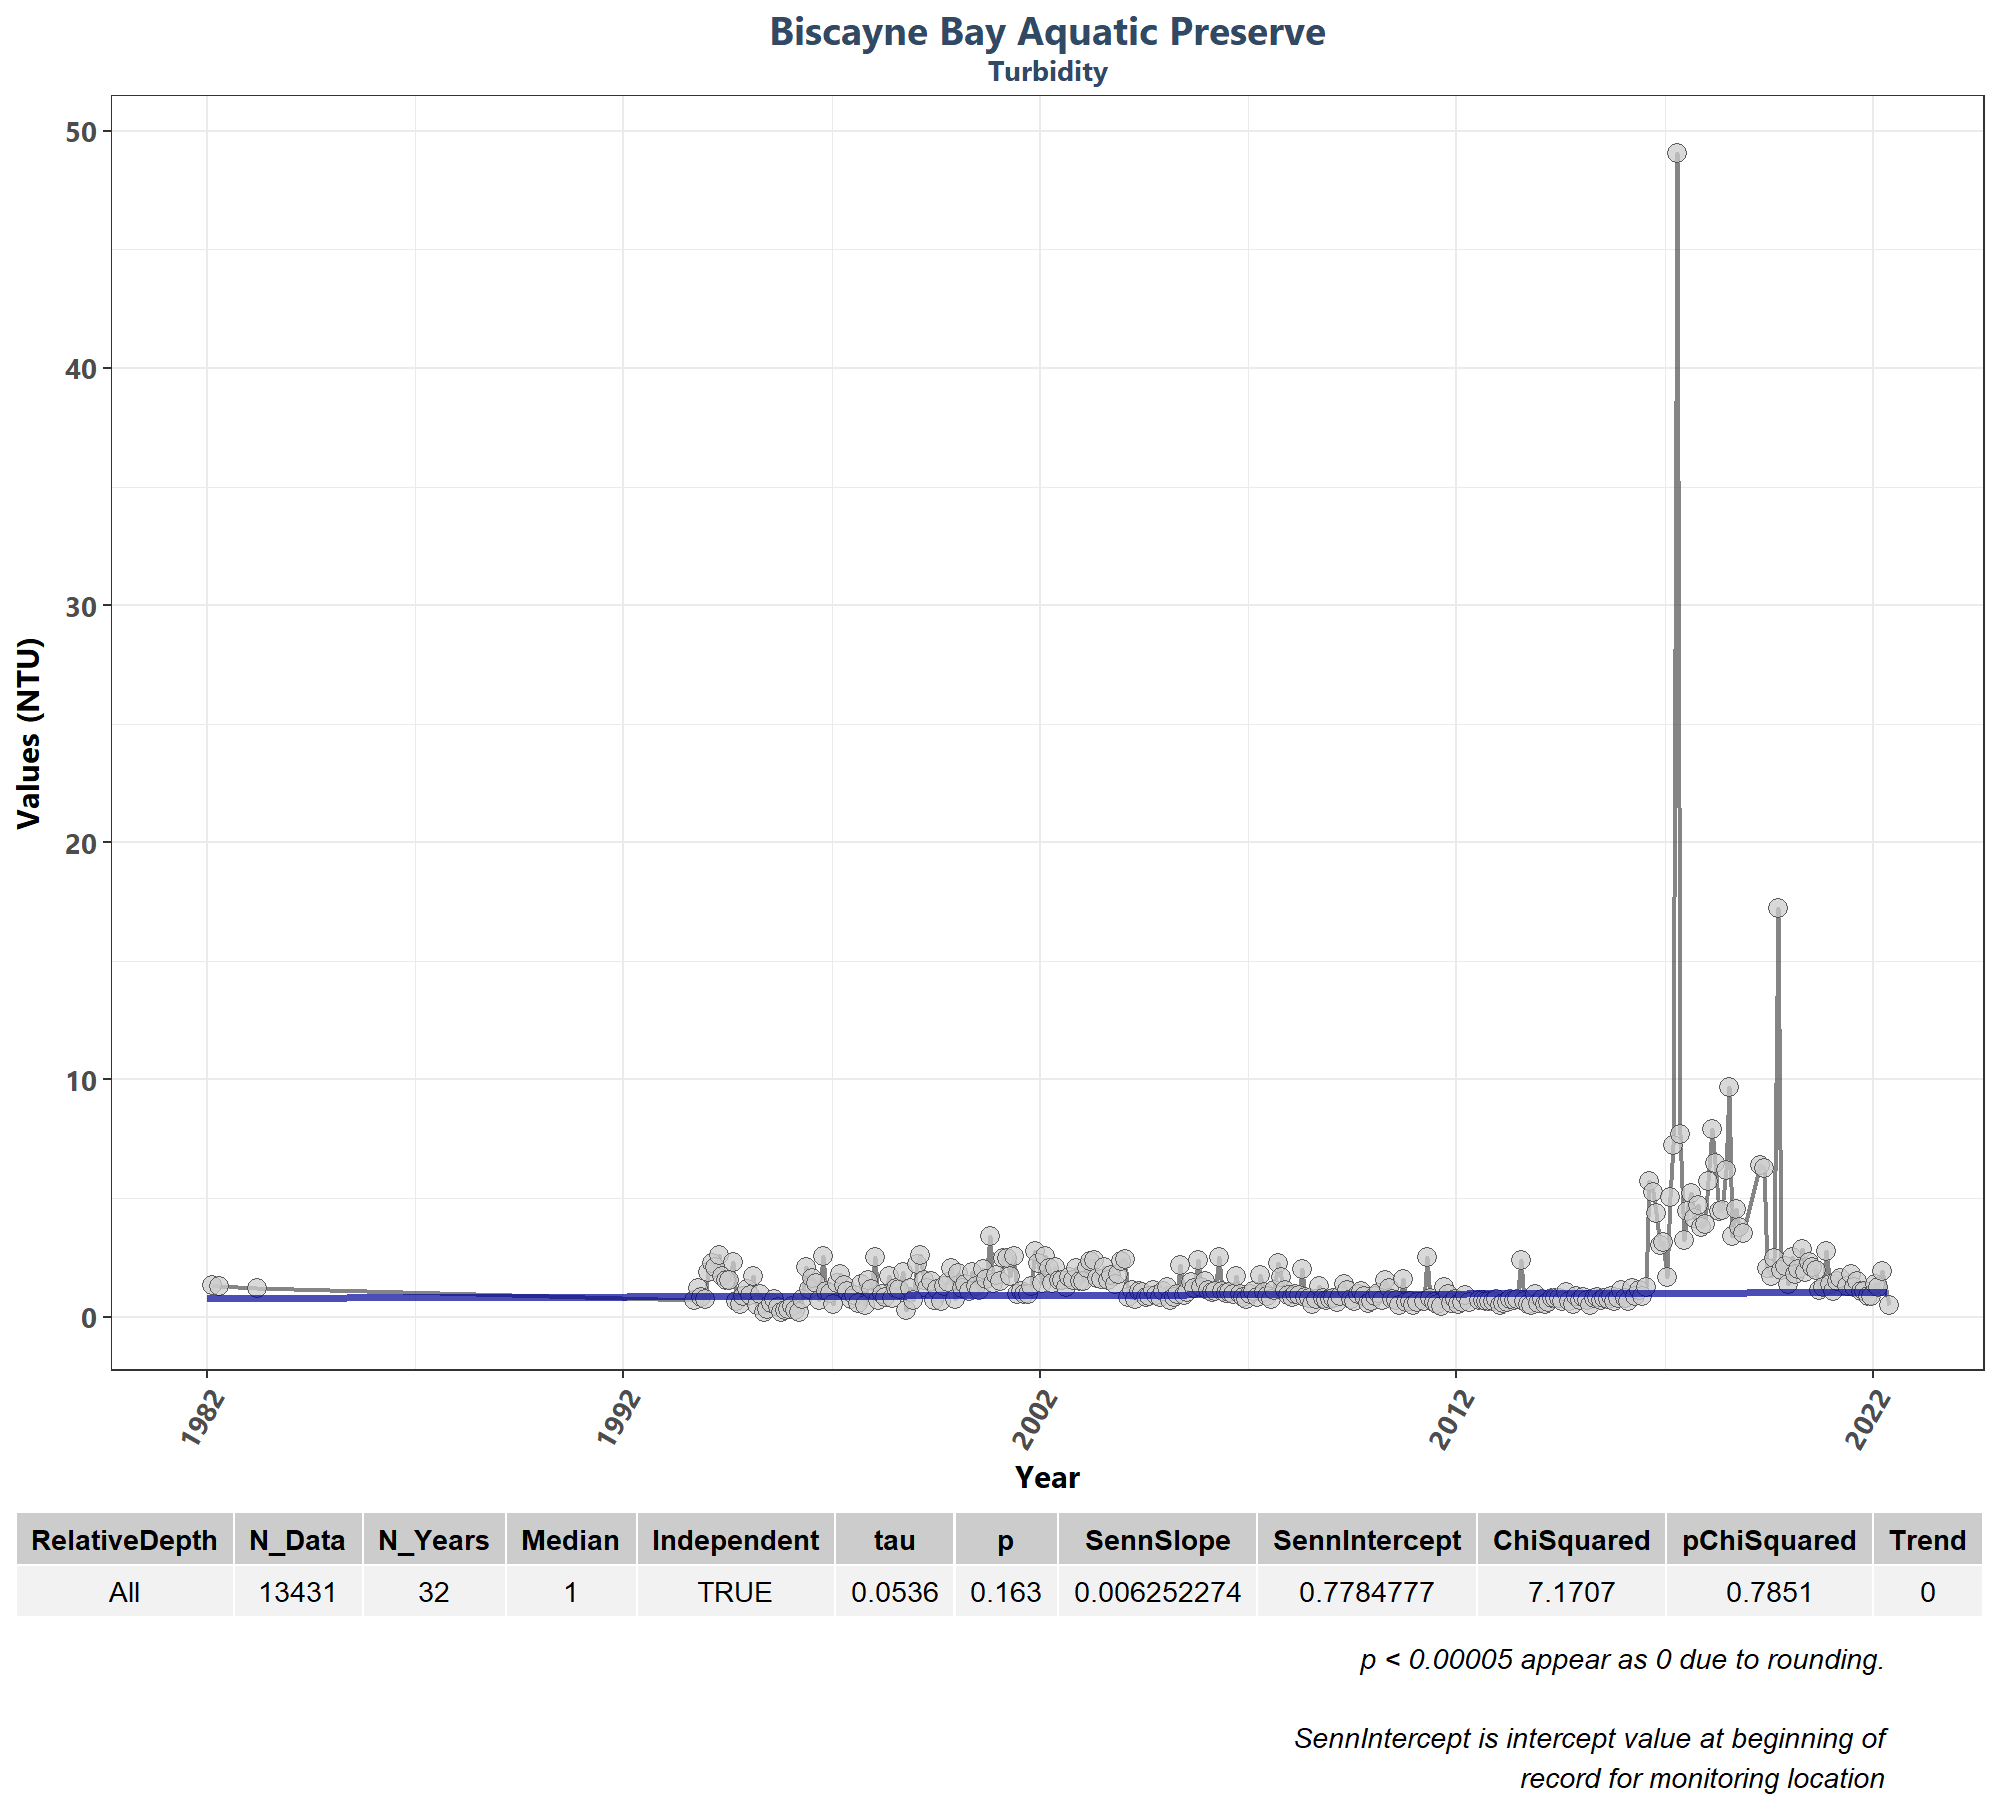 Biscayne Bay Aquatic Preserve
Turbidity
50
40
30
20
10
0
Values (NTU)
1982
1992
2002
2012
2022
Year
RelativeDepth N_Data N_Years Median Independent tau p SennSlope SennIntercept ChiSquared pChiSquared Trend
All 13431 32 1 TRUE 0.0536 0.163 0.006252274 0.7784777 7.1707 0.7851 0
p < 0.00005 appear as 0 due to rounding.
SennIntercept is intercept value at beginning of
record for monitoring location